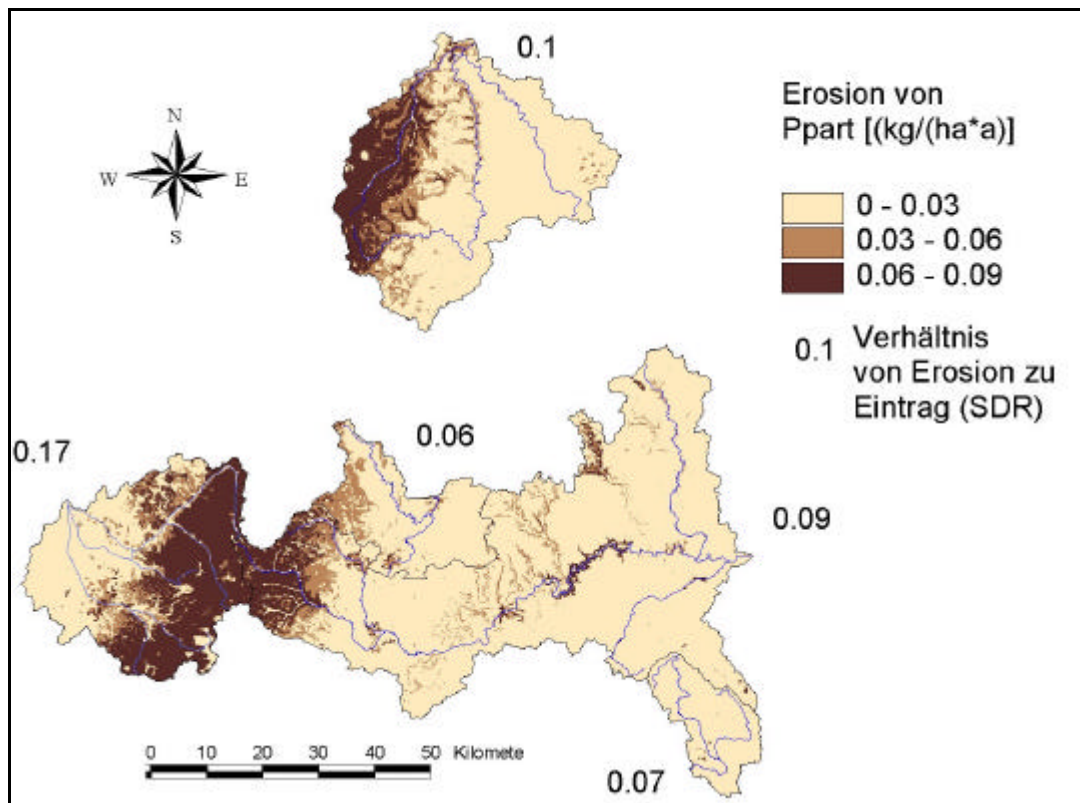 0.1
Erosion von
Ppart [(kg/(ha*a)]
N
W E
S
0 - 0.03
0.03 - 0.06
0.06 - 0.09
0.1 Verhältnis
von Erosion zu
Eintrag (SDR)
0.17
0.06
0.09
0 10 20 30 40 50 Kilomete
0.07